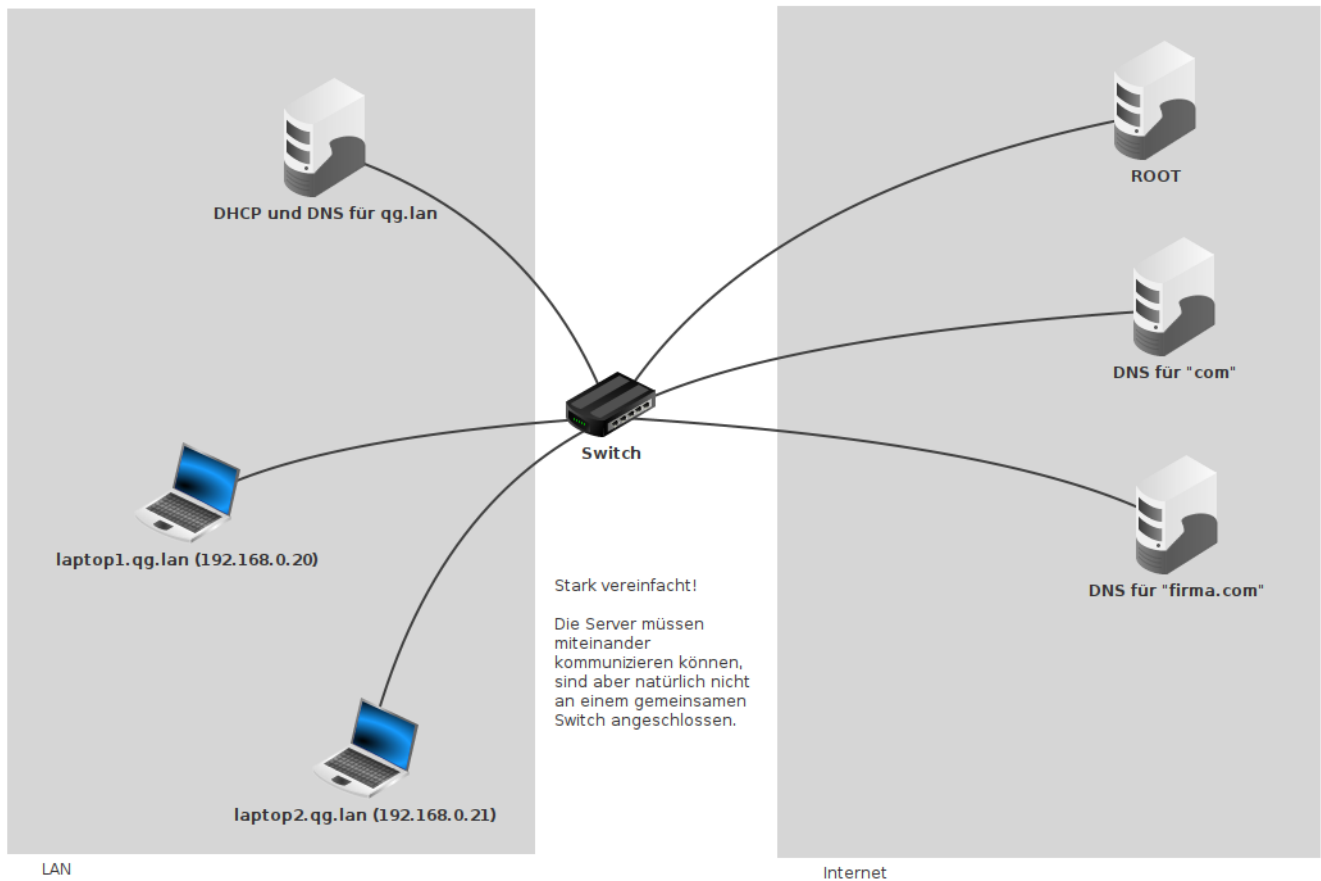 ROOT
DHCP und DNS für qg.lan
DNS für "com"
Switch
laptop1.qg.lan (192.168.0.20)
DNS für "firma.com"
Stark vereinfacht!
Die Server müssen
miteinander
kommunizieren können,
sind aber natürlich nicht
an einem gemeinsamen
Switch angeschlossen.
laptop2.qg.lan (192.168.0.21)
LAN
Internet